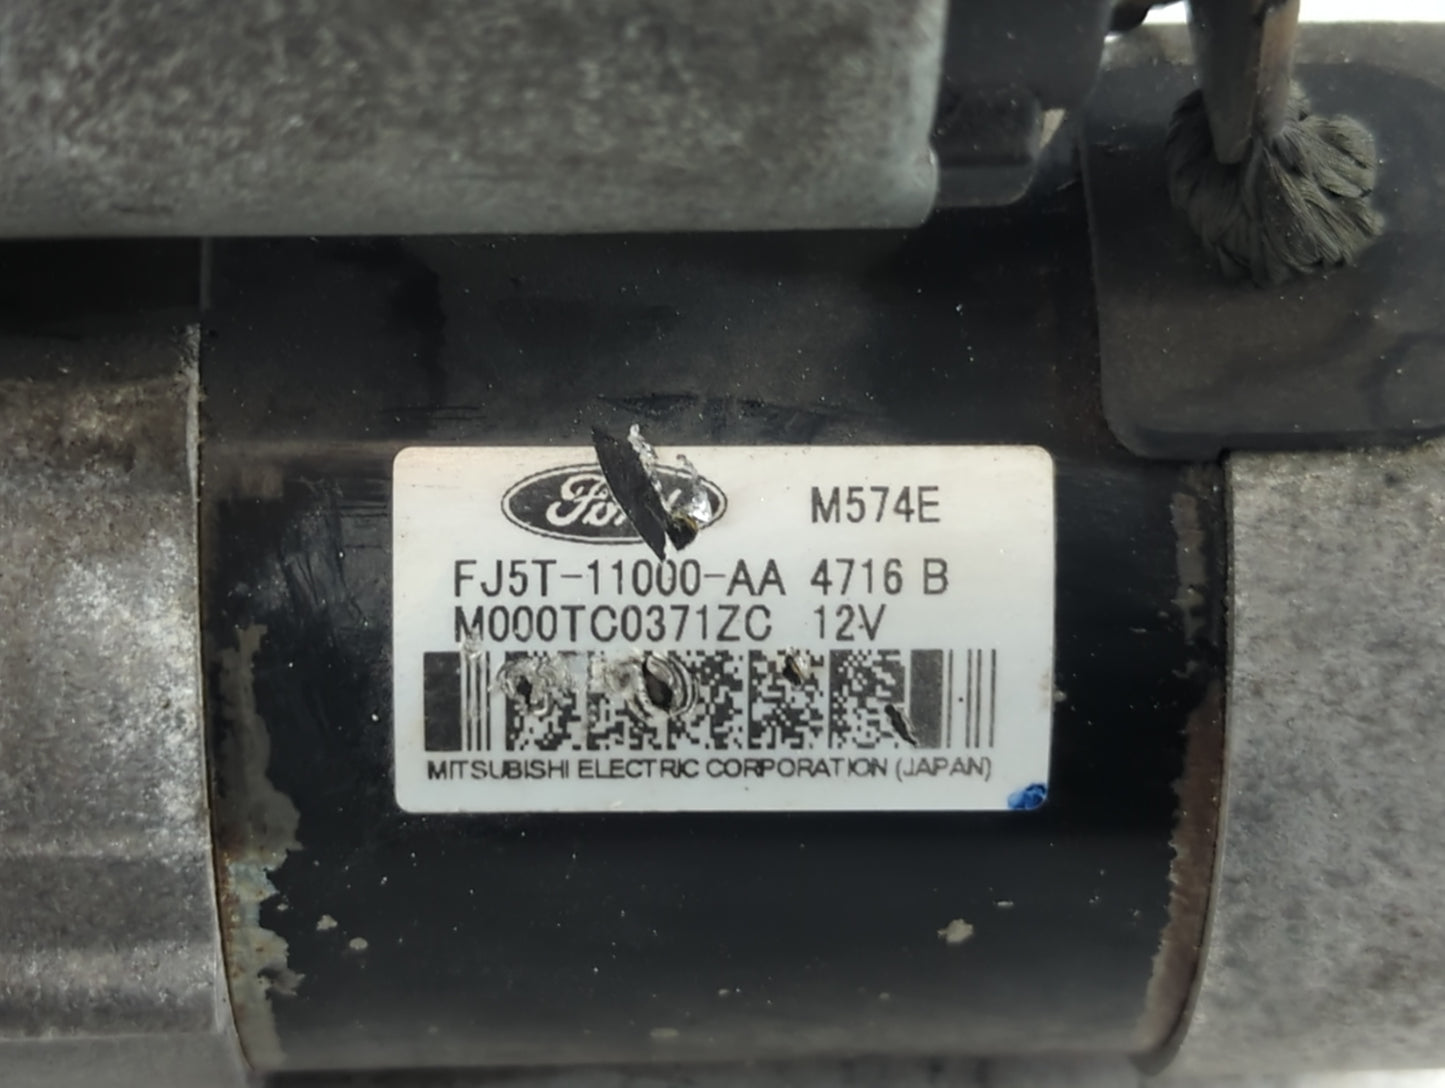 Ford M574E
FJ5T-11000-AA 4716 B
M000TC0371ZC 12V
MITSUBISHI ELECTRIC CORPORATION (JAPAN)